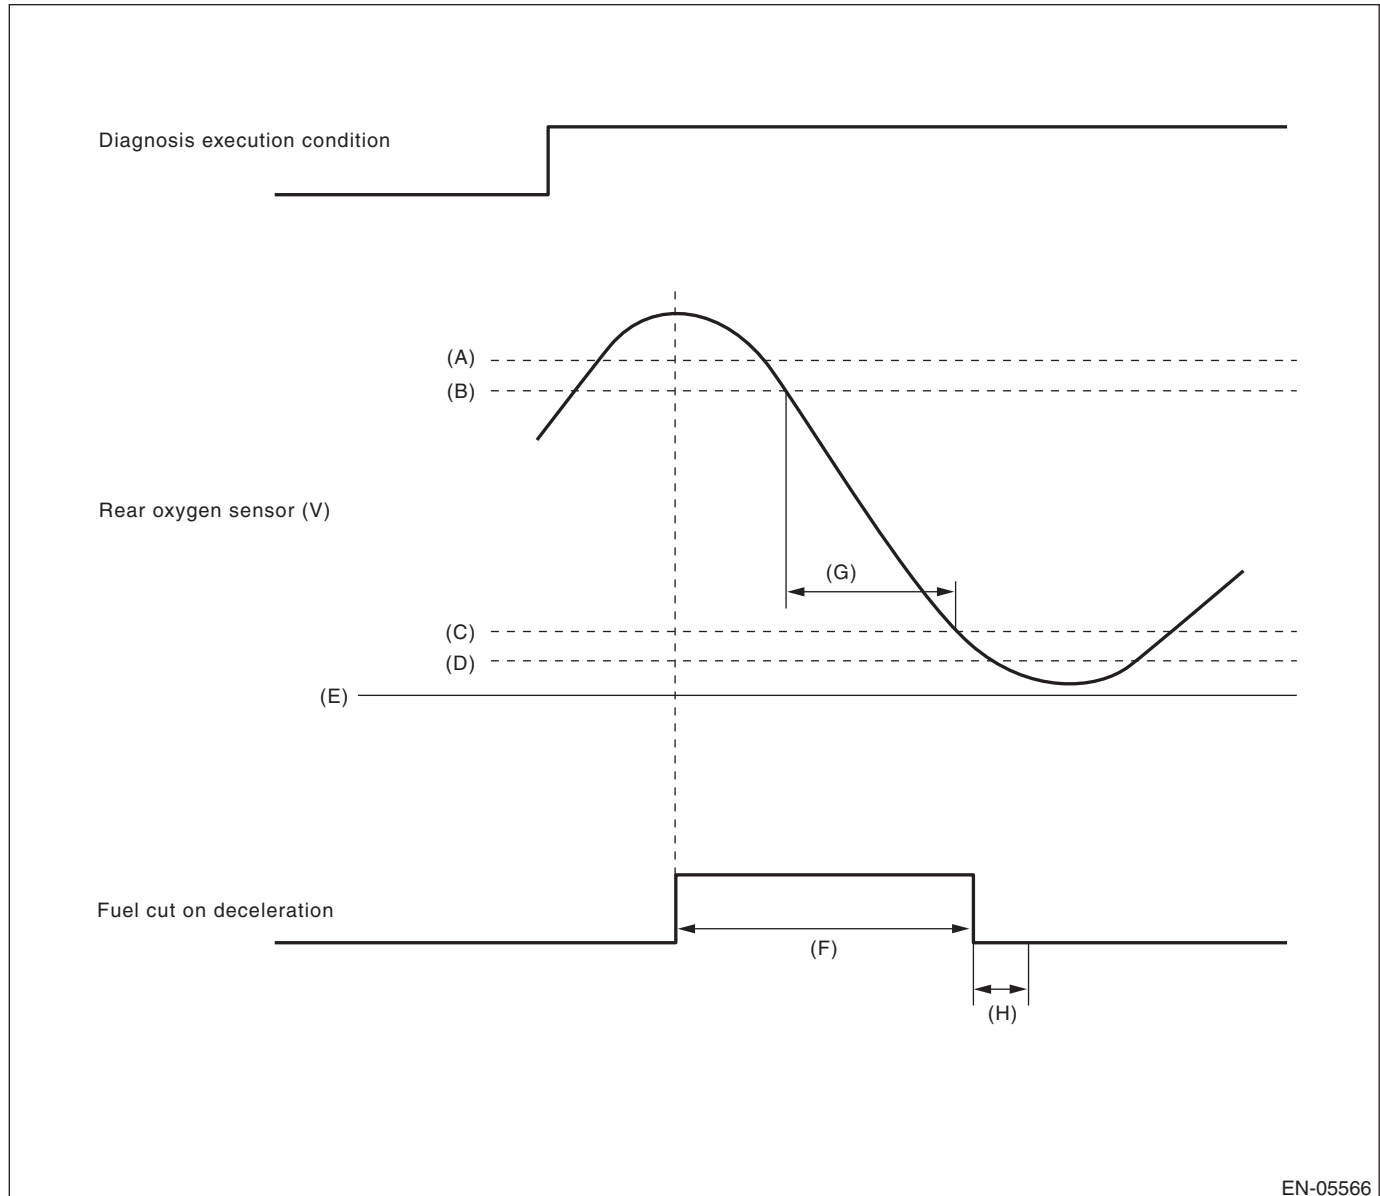 Diagnosis execution condition
(A)
(B)
Rear oxygen sensor (V)
(G)
(C)
(D)
(E)
Fuel cut on deceleration
(F)
(H)
EN-05566